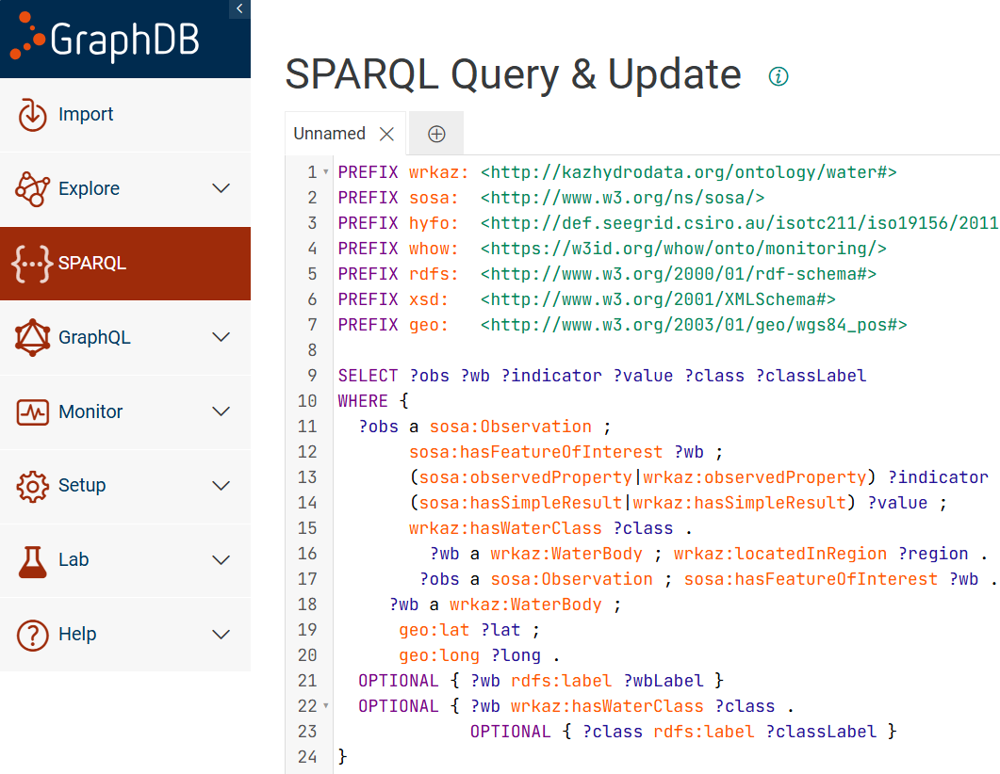 GraphDB
Import
Explore
SPARQL
GraphQL
Monitor
Setup
Lab
Help
SPARQL Query & Update
Unnamed
1 PREFIX wrkaz: <http://kazhydrodata.org/ontology/water#>
2 PREFIX sosa: <http://www.w3.org/ns/sosa/>
3 PREFIX hyfo: <http://def.seegrid.csiro.au/isotc211/iso19156/2011
4 PREFIX whow: <https://w3id.org/whow/onto/monitoring/>
5 PREFIX rdfs: <http://www.w3.org/2000/01/rdf-schema#>
6 PREFIX xsd: <http://www.w3.org/2001/XMLSchema#>
7 PREFIX geo: <http://www.w3.org/2003/01/geo/wgs84_pos#>
8
9 SELECT ?obs ?wb ?indicator ?value ?class ?classLabel
10 WHERE {
11 ?obs a sosa:Observation ;
12 sosa:hasFeatureOfInterest ?wb ;
13 (sosa:observedProperty|wrkaz:observedProperty) ?indicator
14 (sosa:hasSimpleResult|wrkaz:hasSimpleResult) ?value ;
15 wrkaz:hasWaterClass ?class .
16 ?wb a wrkaz:WaterBody ; wrkaz:locatedInRegion ?region .
17 ?obs a sosa:Observation ; sosa:hasFeatureOfInterest ?wb .
18 ?wb a wrkaz:WaterBody ;
19 geo:lat ?lat ;
20 geo:long ?long .
21 OPTIONAL { ?wb rdfs:label ?wbLabel }
22 OPTIONAL { ?wb wrkaz:hasWaterClass ?class .
23 OPTIONAL { ?class rdfs:label ?classLabel }
24 }